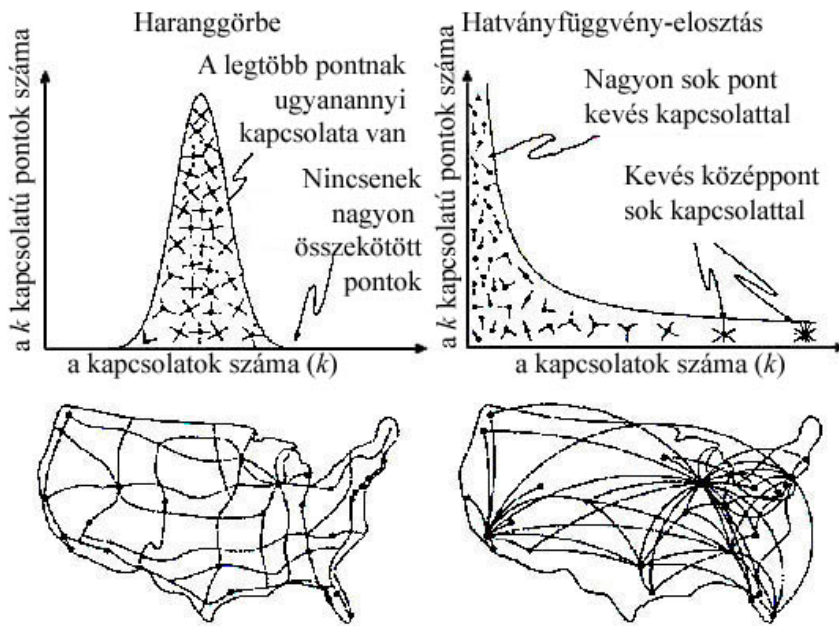 Haranggörbe
a k kapcsolatú pontok száma
A legtöbb pontnak
ugyanannyi
kapcsolata van
Nincsenek
nagyon
összekötött
pontok
a kapcsolatok száma (k)
Hatványfüggvény-elosztás
a k kapcsolatú pontok száma
Nagyon sok pont
kevés kapcsolattal
Kevés középpont
sok kapcsolattal
a kapcsolatok száma (k)